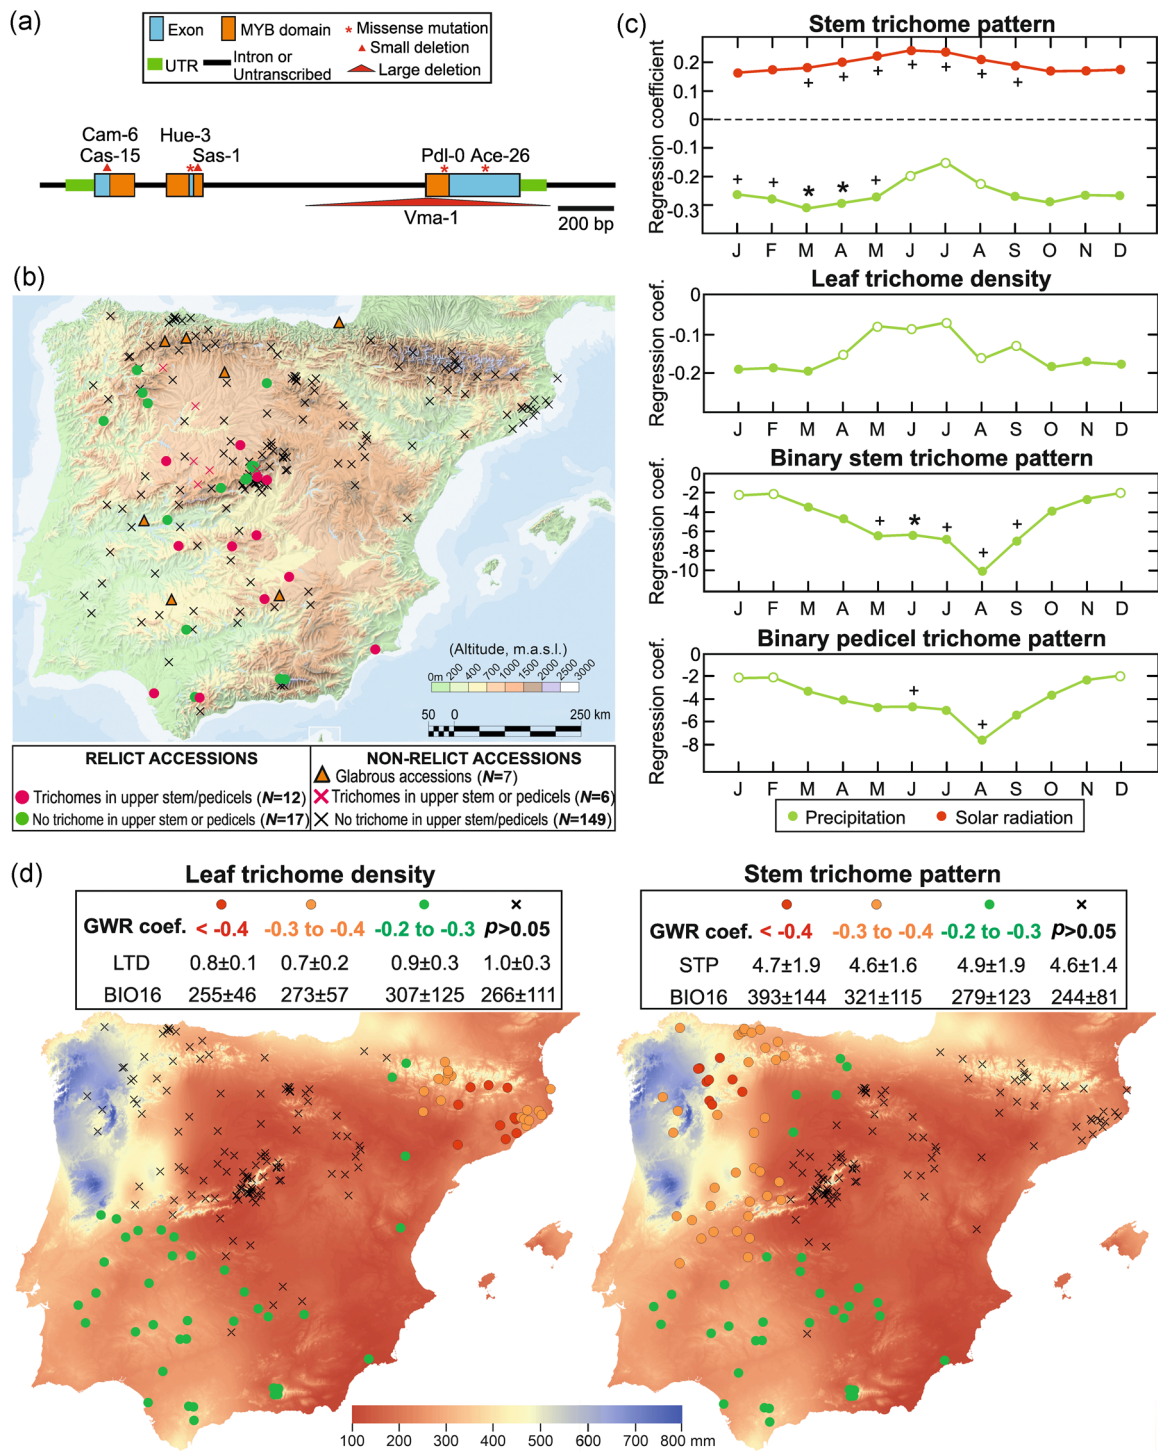 (a)
Exon
MYB domain
* Missense mutation
Small deletion
UTR
Intron or
Untranscribed
Large deletion
Cam-6
Cas-15
Hue-3
Sas-1
Pdl-0 Ace-26
Vma-1
200 bp
(b)
(Altitude, m.a.s.l.)
0m 200 400 700 1000 1500 2000 2500 3000
50 0 250 km
RELICT ACCESSIONS
Trichomes in upper stem/pedicels (N=12)
No trichome in upper stem or pedicels (N=17)
NON-RELICT ACCESSIONS
Glabrous accessions (N=7)
Trichomes in upper stem or pedicels (N=6)
No trichome in upper stem/pedicels (N=149)
(c)
Stem trichome pattern
Regression coefficient
0.2
0.1
0
-0.1
-0.2
-0.3
+ + + + + + +
+ + * * +
J F M A M J J A S O N D
Leaf trichome density
Regression coef.
0
-0.1
-0.2
J F M A M J J A S O N D
Binary stem trichome pattern
Regression coef.
0
-2
-4
-6
-8
-10
+ * + + +
J F M A M J J A S O N D
Binary pedicel trichome pattern
Regression coef.
0
-2
-4
-6
-8
+ +
J F M A M J J A S O N D
Precipitation
Solar radiation
(d)
Leaf trichome density
GWR coef. < -0.4 -0.3 to -0.4 -0.2 to -0.3 p>0.05
LTD 0.8±0.1 0.7±0.2 0.9±0.3 1.0±0.3
BIO16 255±46 273±57 307±125 266±111
Stem trichome pattern
GWR coef. < -0.4 -0.3 to -0.4 -0.2 to -0.3 p>0.05
STP 4.7±1.9 4.6±1.6 4.9±1.9 4.6±1.4
BIO16 393±144 321±115 279±123 244±81
100 200 300 400 500 600 700 800 mm